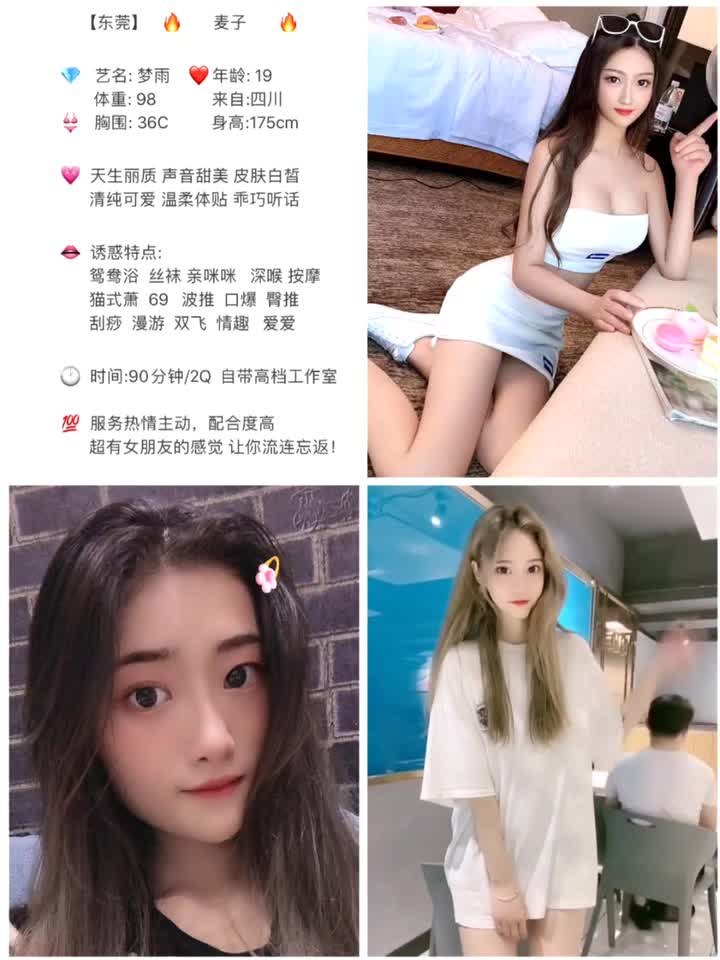 【东莞】 🔥 麦子 🔥
💎 艺名: 梦雨 ❤️ 年龄: 19
体重: 98 来自:四川
👙 胸围: 36C 身高:175cm
💗 天生丽质 声音甜美 皮肤白皙
清纯可爱 温柔体贴 乖巧听话
👄 诱惑特点:
鸳鸯浴 丝袜 亲咪咪 深喉 按摩
猫式萧 69 波推 口爆 臀推
刮痧 漫游 双飞 情趣 爱爱
🕐 时间:90分钟/2Q 自带高档工作室
💯 服务热情主动，配合度高
超有女朋友的感觉 让你流连忘返!